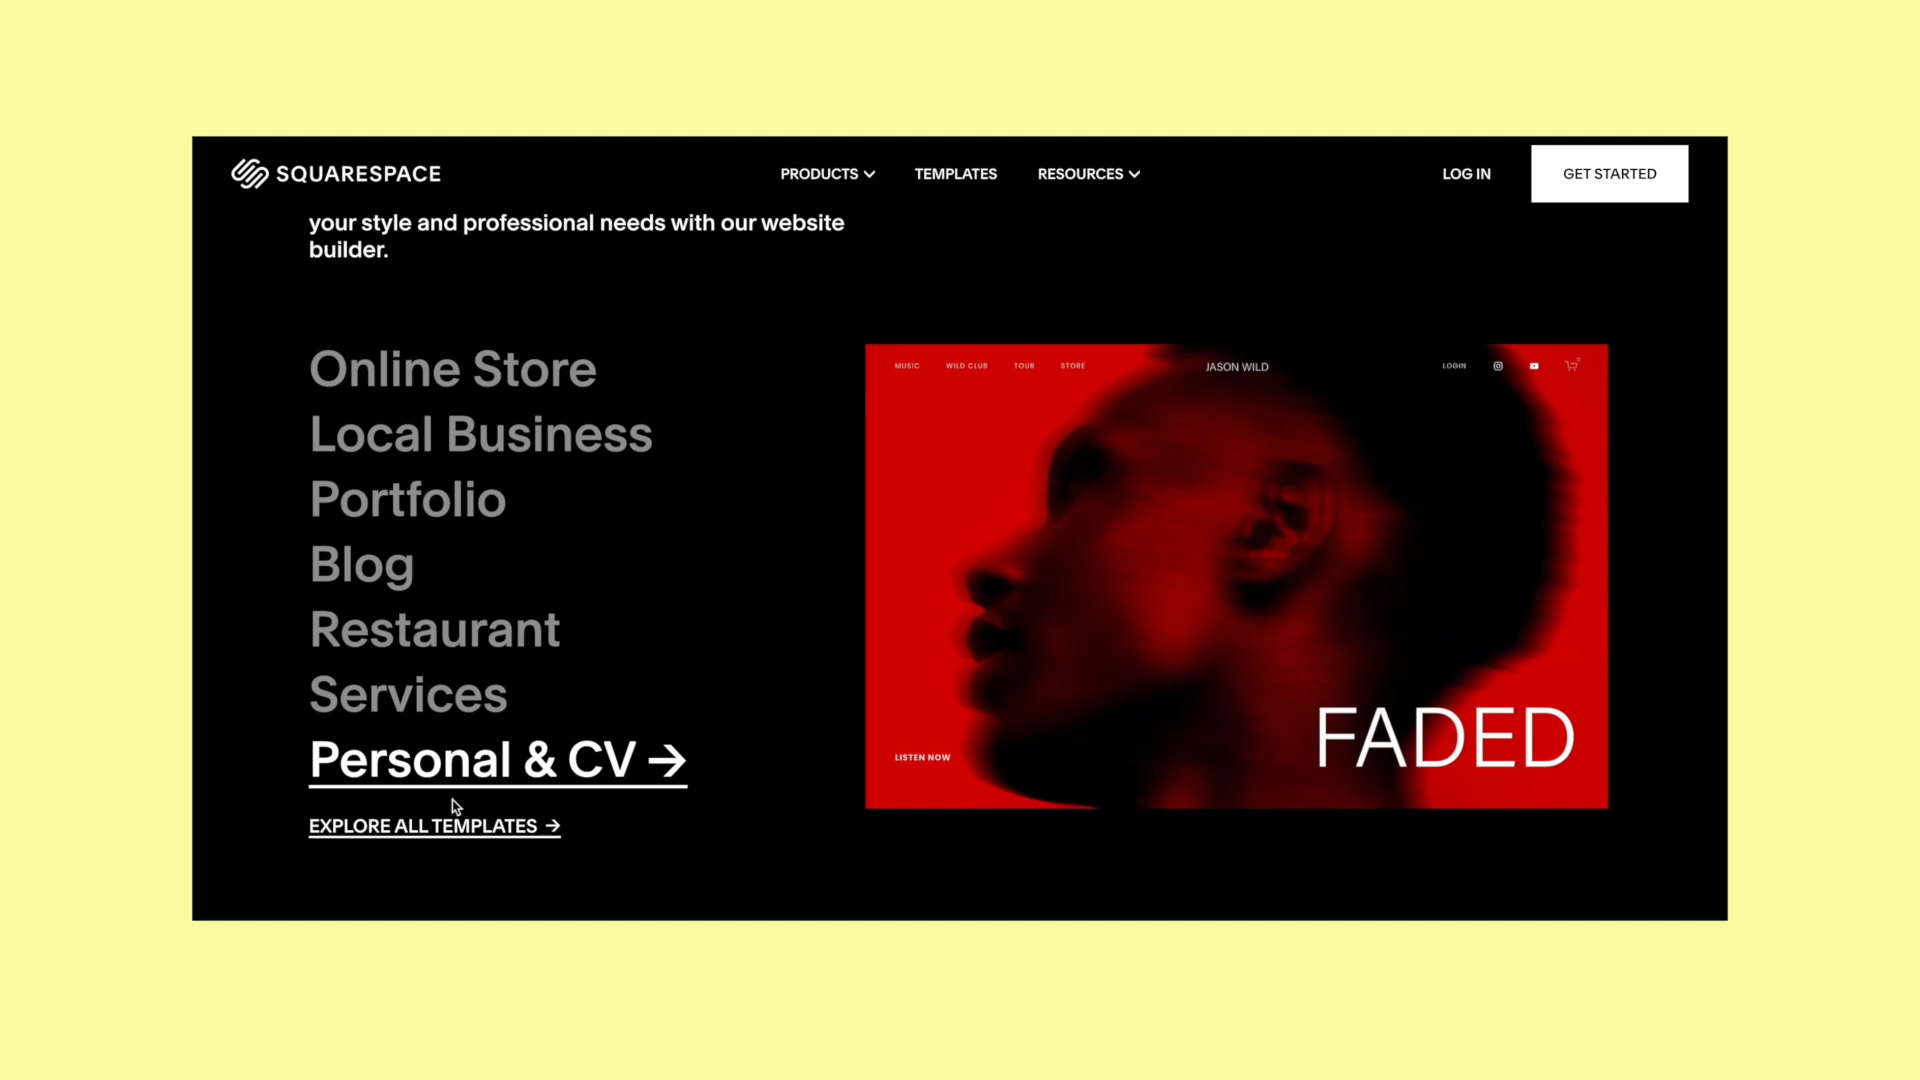 SQUARESPACE
PRODUCTS
TEMPLATES
RESOURCES
LOG IN
GET STARTED
your style and professional needs with our website
builder.
Online Store
Local Business
Portfolio
Blog
Restaurant
Services
Personal & CV →
EXPLORE ALL TEMPLATES →
MUSIC
WILD CLUB
TOUR
STORE
JASON WILD
LOGIN
0
LISTEN NOW
FADED